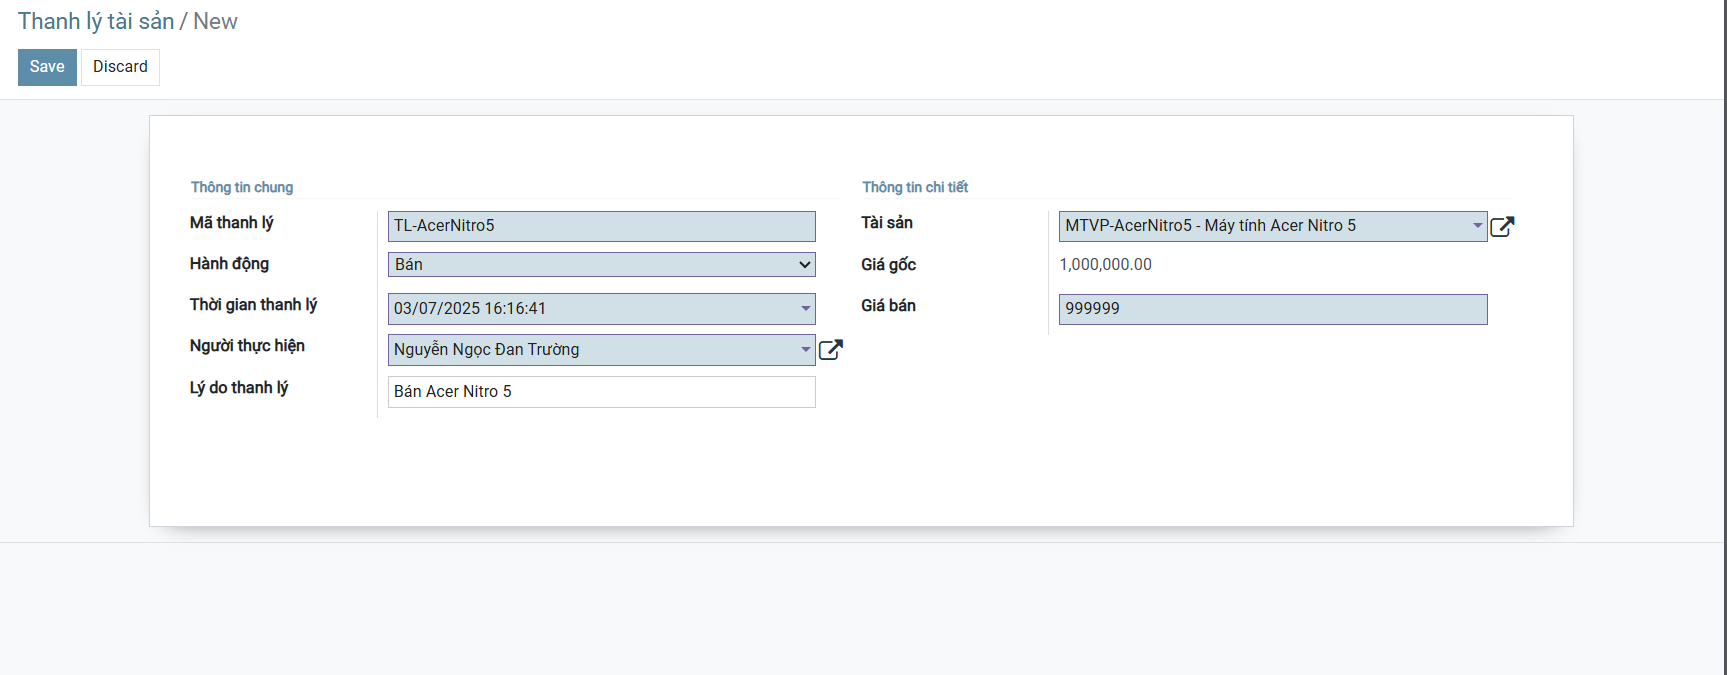 Thanh lý tài sản / New
Save Discard
Thông tin chung
Mã thanh lý TL-AcerNitro5
Hành động Bán
Thời gian thanh lý 03/07/2025 16:16:41
Người thực hiện Nguyễn Ngọc Đan Trường
Lý do thanh lý Bán Acer Nitro 5
Thông tin chi tiết
Tài sản MTVP-AcerNitro5 - Máy tính Acer Nitro 5
Giá gốc 1,000,000.00
Giá bán 999999